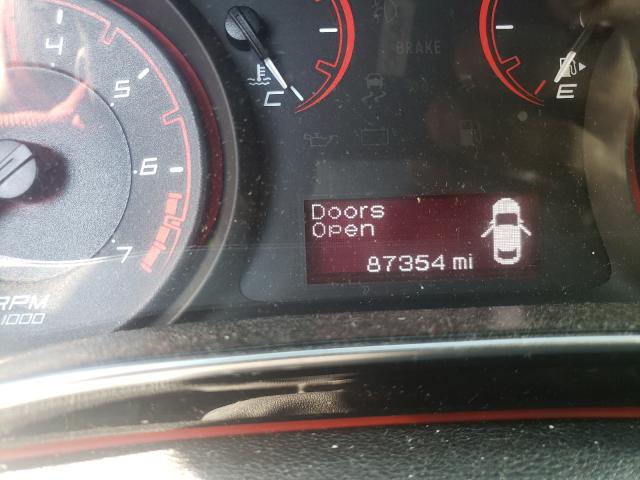 4
5
6
7
RPM
1000
C
BRAKE
E
Doors
Open
87354 mi